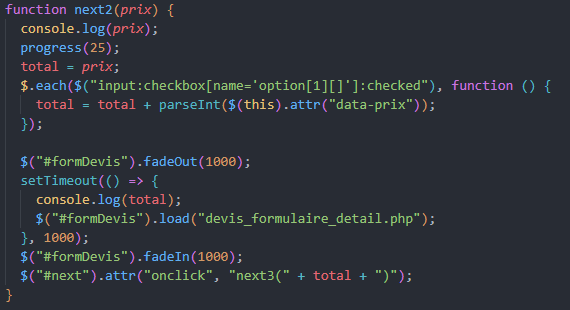 function next2(prix) {
  console.log(prix);
  progress(25);
  total = prix;
  $.each($("input:checkbox[name='option[1][]']:checked"), function () {
    total = total + parseInt($(this).attr("data-prix"));
  });

  $("#formDevis").fadeOut(1000);
  setTimeout(() => {
    console.log(total);
    $("#formDevis").load("devis_formulaire_detail.php");
  }, 1000);
  $("#formDevis").fadeIn(1000);
  $("#next").attr("onclick", "next3(" + total + ")");
}